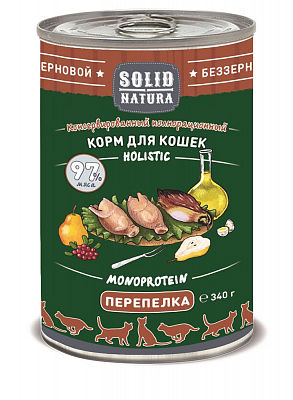 ЕРНОВОЙ
БЕЗЗЕРН
SOLID
NATURA
Консервированный полнорационный
КОРМ ДЛЯ КОШЕК
HOLISTIC
97%
МЯСА
MONOPROTEIN
ПЕРЕПЕЛКА
℮ 340 г